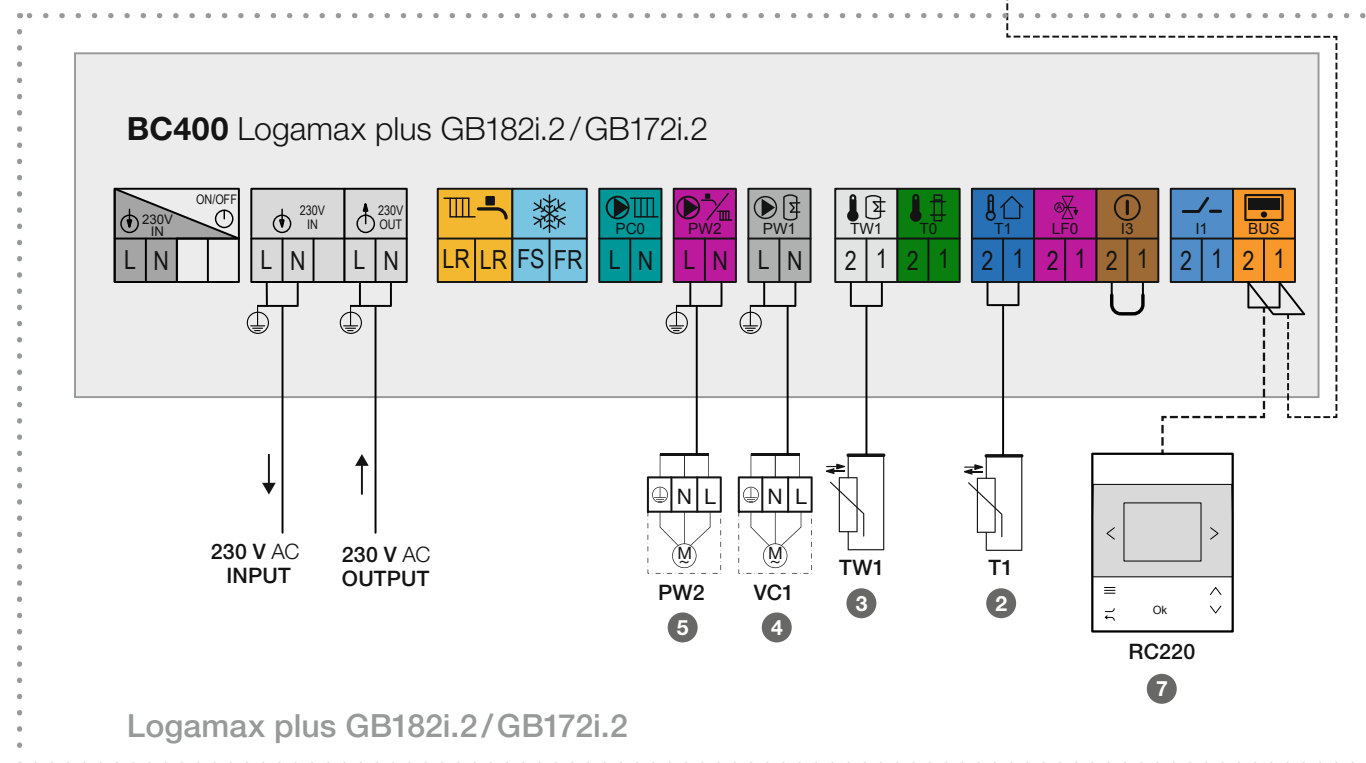 BC400 Logamax plus GB182i.2/GB172i.2
ON/OFF
230V IN
230V IN
230V OUT
PC0
PW2
PW1
TW1
T0
T1
LF0
I3
I1
BUS
L N
L N
L N
LR LR FS FR
L N
L N
L N
2 1
2 1
2 1
2 1
2 1
2 1
2 1
230 V AC
INPUT
230 V AC
OUTPUT
N L
M
PW2
5
N L
M
VC1
4
TW1
3
T1
2
< >
Ok
RC220
7
Logamax plus GB182i.2/GB172i.2